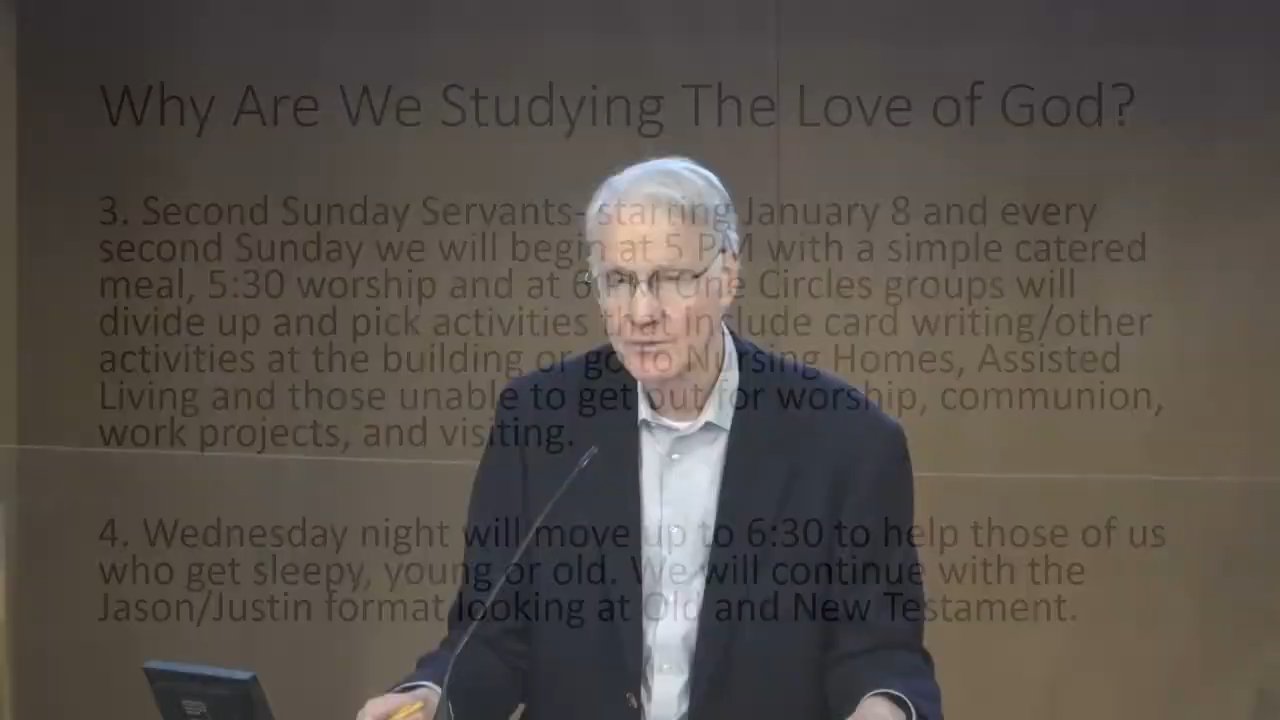 Why Are We Studying The Love of God?
3. Second Sunday Servants- starting January 8 and every
second Sunday we will begin at 5 PM with a simple catered
meal, 5:30 worship and at 6 Circles groups will
divide up and pick activities include card writing/other
activities at the building or go to Nursing Homes, Assisted
Living and those unable to get out for worship, communion,
work projects, and visiting.
4. Wednesday night will move up to 6:30 to help those of us
who get sleepy, young or old. We will continue with the
Jason/Justin format looking at Old and New Testament.